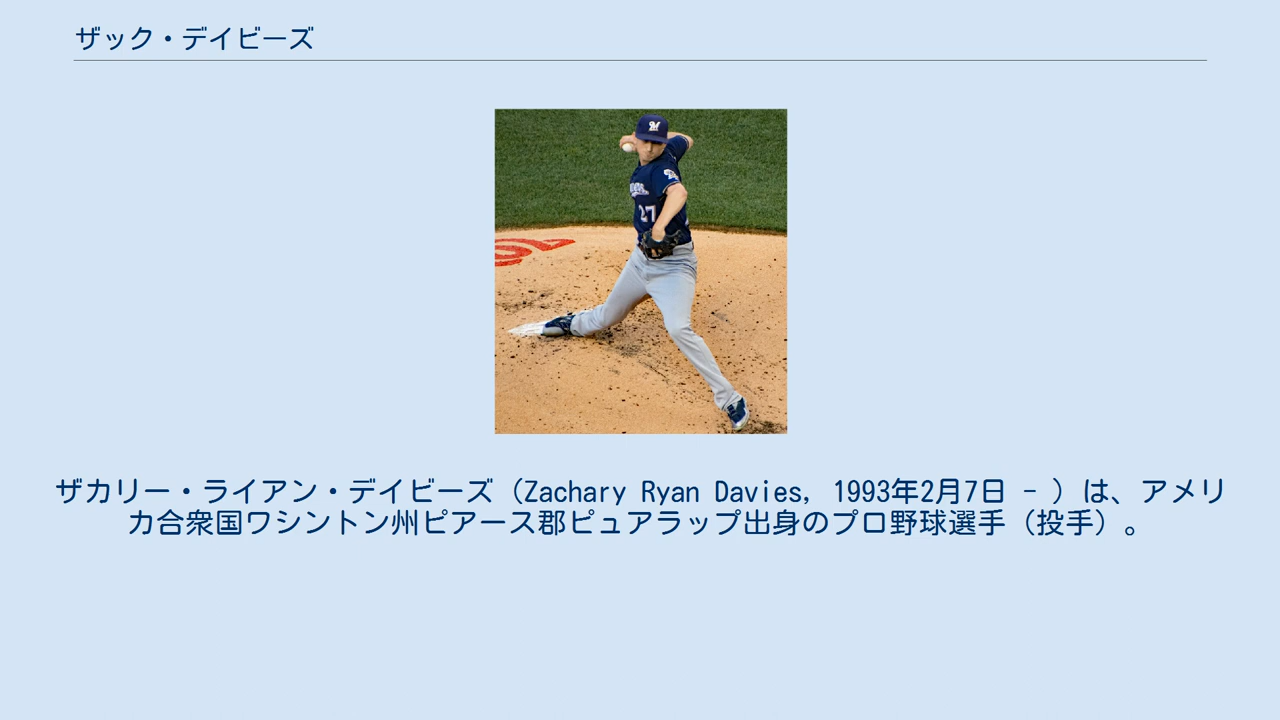 ザック・デイビーズ
27
ザカリー・ライアン・デイビーズ（Zachary Ryan Davies, 1993年2月7日 - ）は、アメリ
カ合衆国ワシントン州ピアース郡ピュアラップ出身のプロ野球選手（投手）。